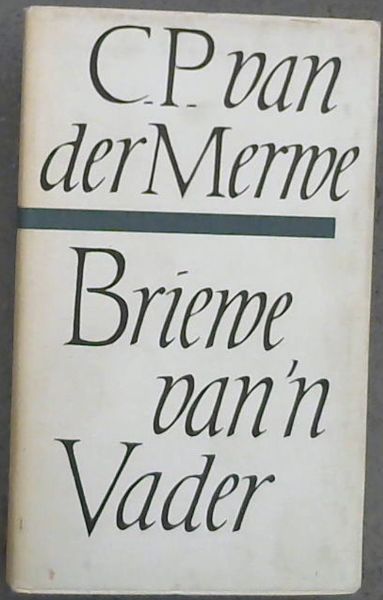 C.P. van
der Merwe
Briewe
van 'n
Vader